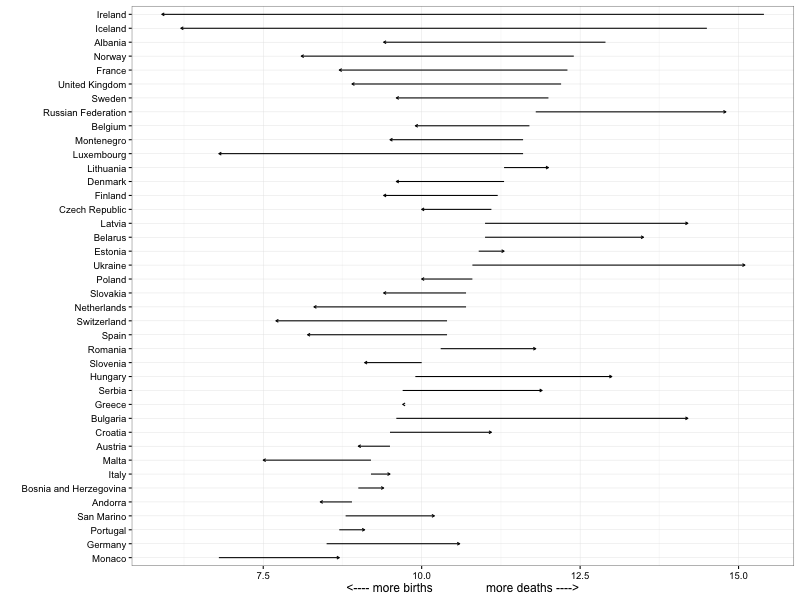 Ireland
Iceland
Albania
Norway
France
United Kingdom
Sweden
Russian Federation
Belgium
Montenegro
Luxembourg
Lithuania
Denmark
Finland
Czech Republic
Latvia
Belarus
Estonia
Ukraine
Poland
Slovakia
Netherlands
Switzerland
Spain
Romania
Slovenia
Hungary
Serbia
Greece
Bulgaria
Croatia
Austria
Malta
Italy
Bosnia and Herzegovina
Andorra
San Marino
Portugal
Germany
Monaco
7.5 10.0 12.5 15.0
<---- more births more deaths ---->